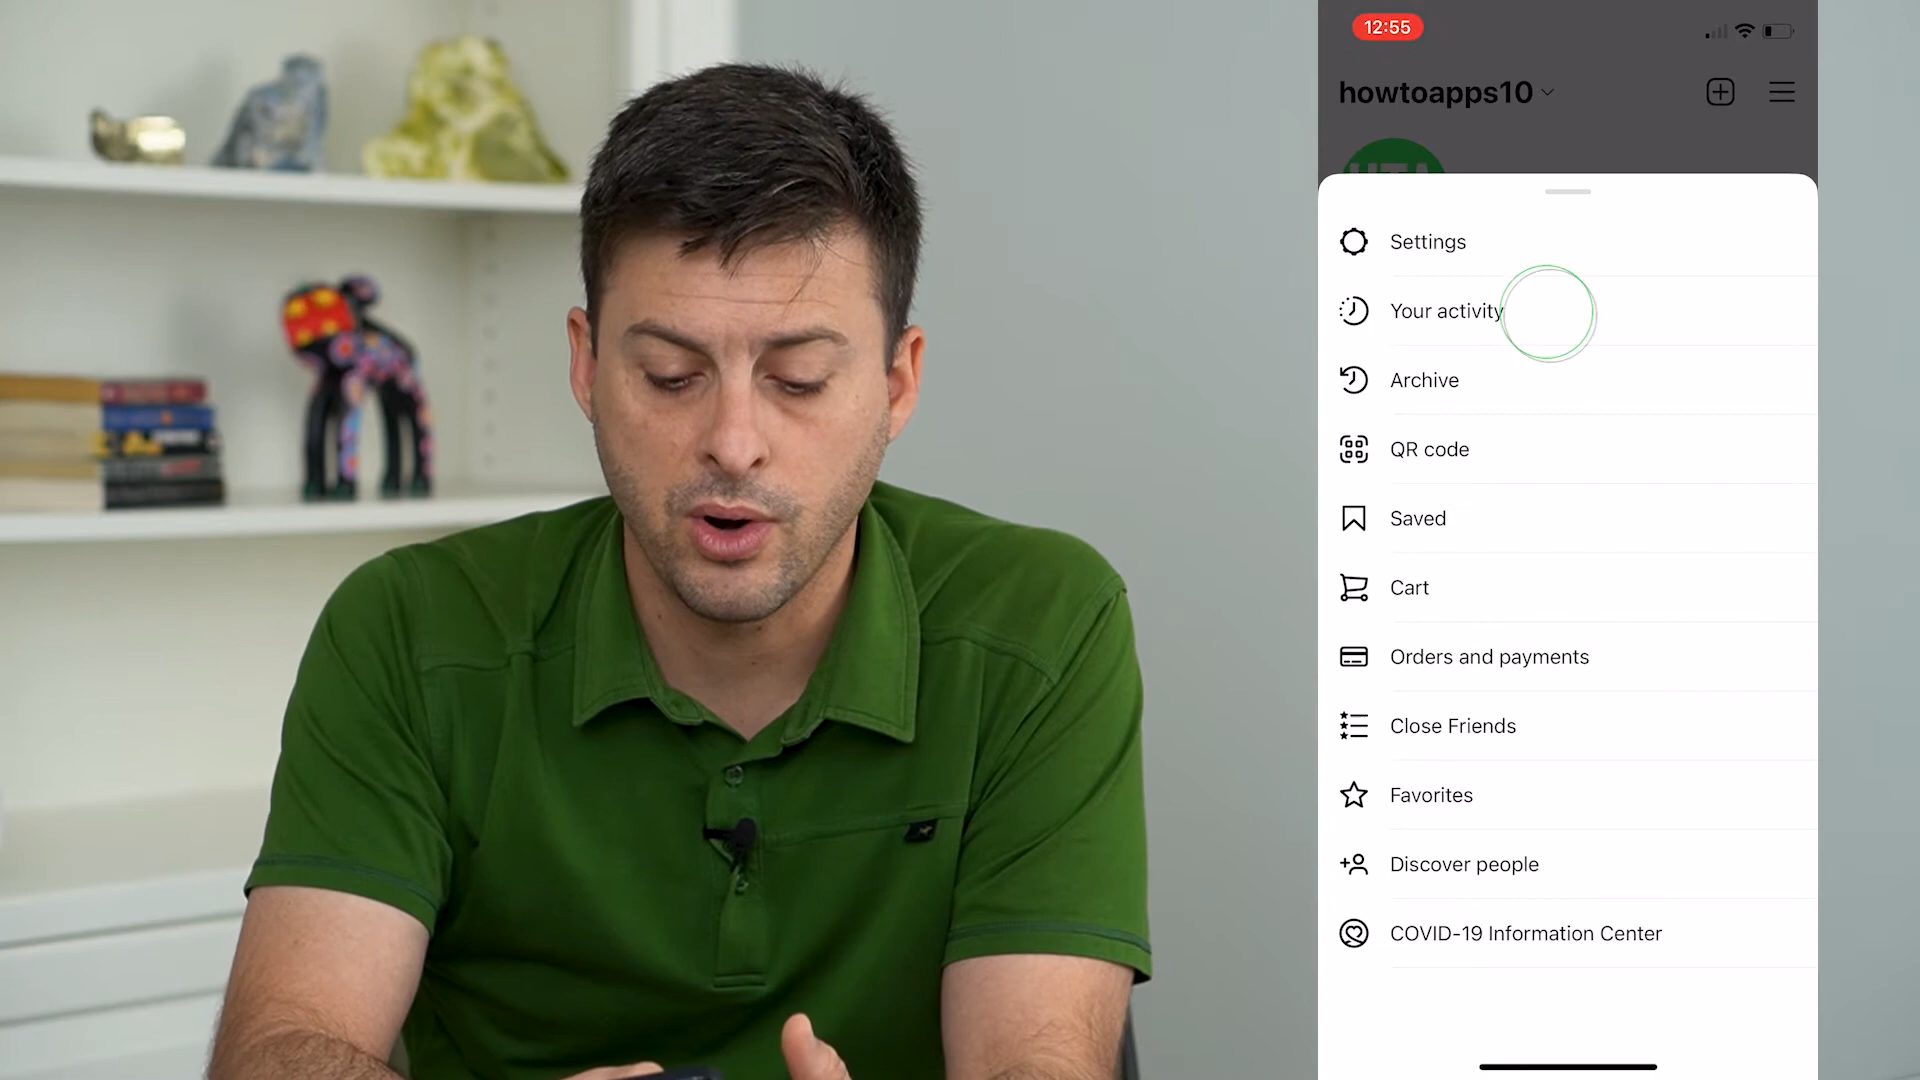 12:55
howtoapps10
Settings
Your activity
Archive
QR code
Saved
Cart
Orders and payments
Close Friends
Favorites
Discover people
COVID-19 Information Center